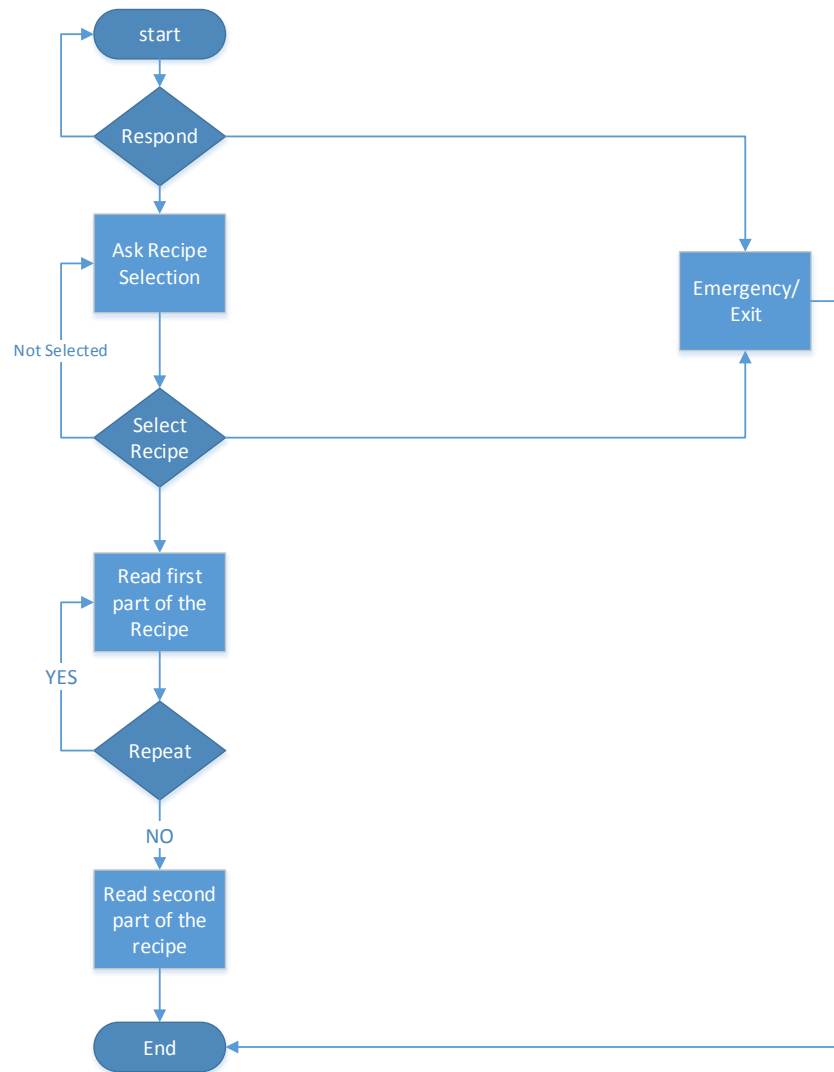 start
Respond
Ask Recipe
Selection
Emergency/
Exit
Not Selected
Select
Recipe
Read first
part of the
Recipe
YES
Repeat
NO
Read second
part of the
recipe
End